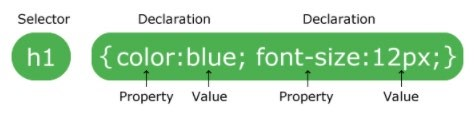 Selector Declaration Declaration
h1 {color:blue; font-size:12px;}
Property Value Property Value